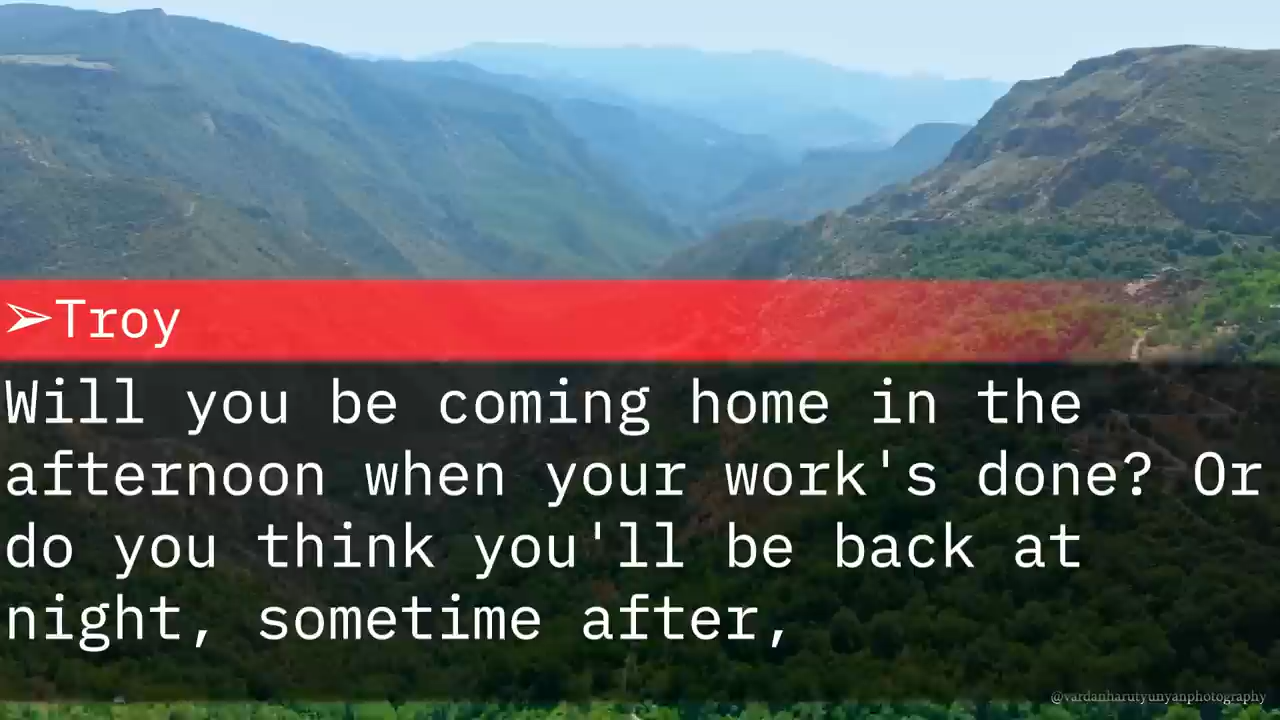 ➢Troy
Will you be coming home in the
afternoon when your work's done? Or
do you think you'll be back at
night, sometime after,
@vardanharutyunyanphotography